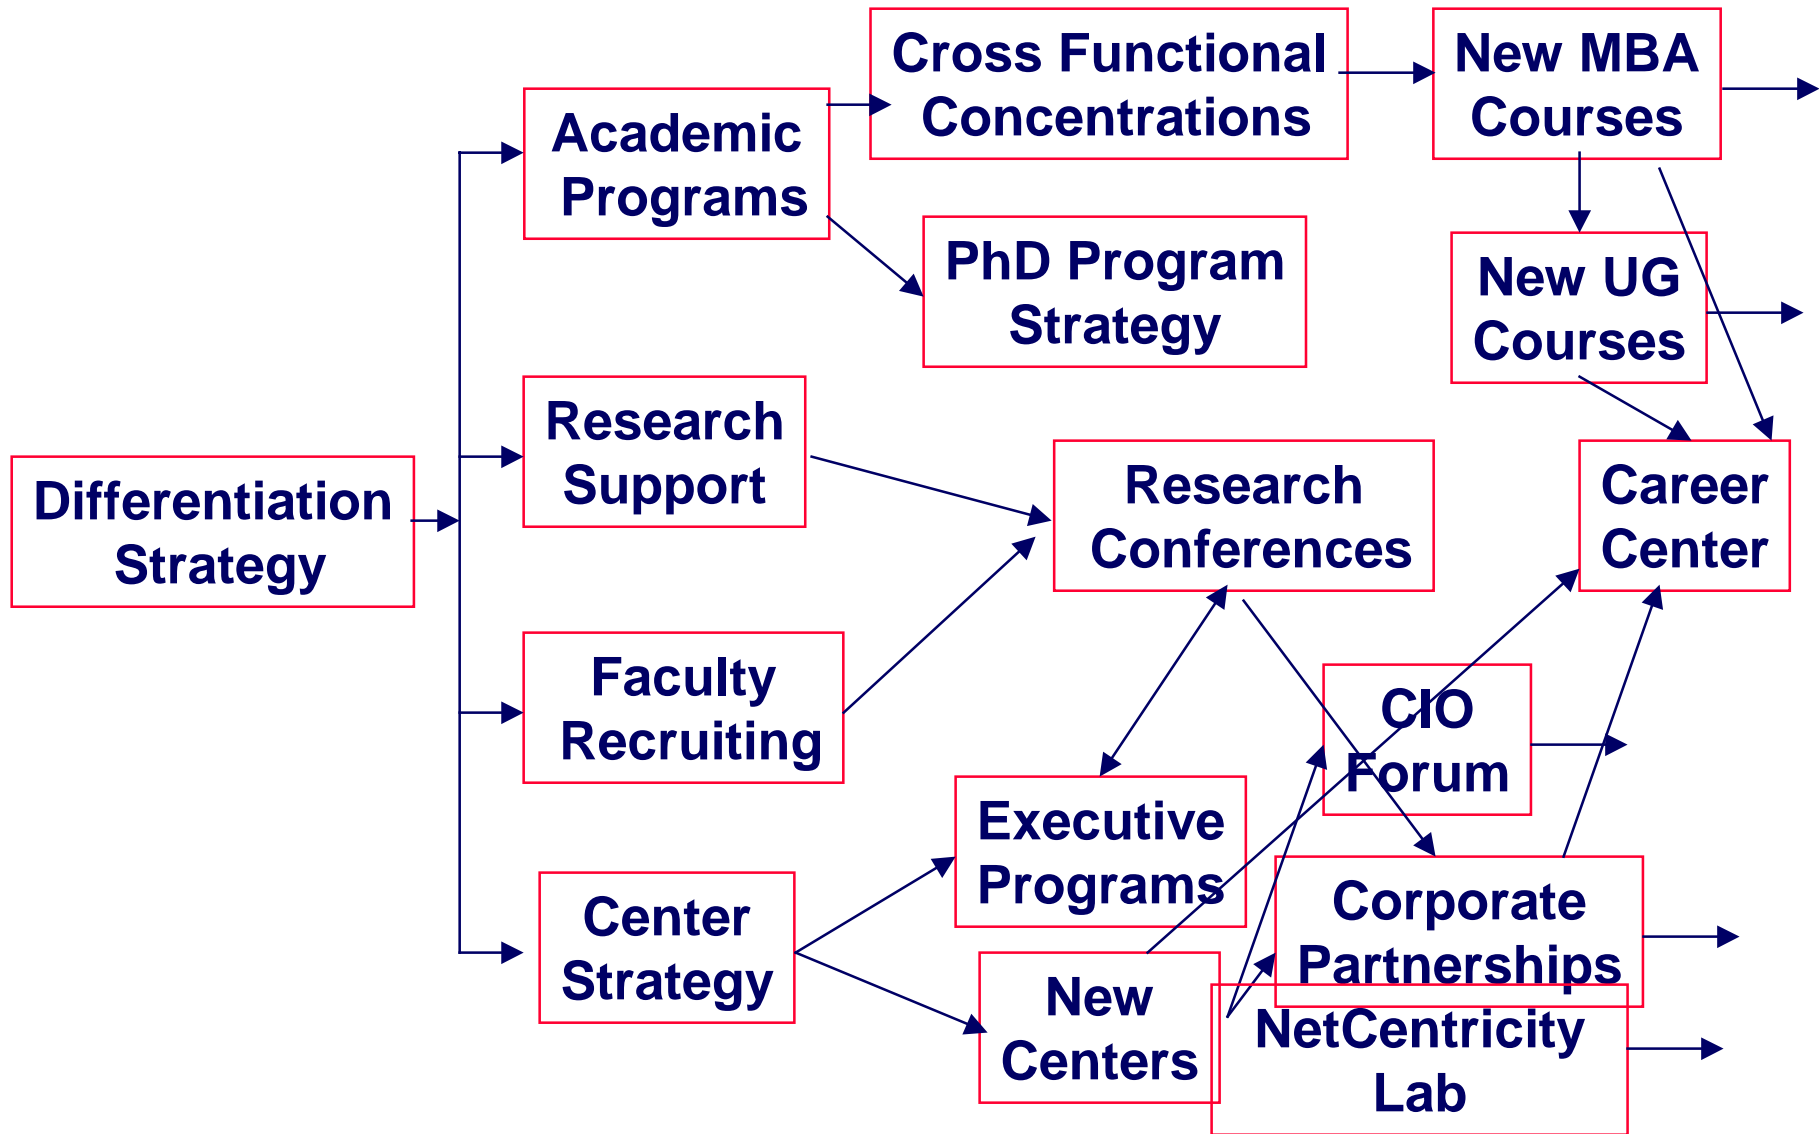 Cross Functional
Concentrations
New MBA
Courses
Academic
Programs
PhD Program
Strategy
New UG
Courses
Research
Support
Differentiation
Strategy
Research
Conferences
Career
Center
Faculty
Recruiting
CIO
Forum
Executive
Programs
Center
Strategy
Corporate
Partnerships
New
Centers
NetCentricity
Lab